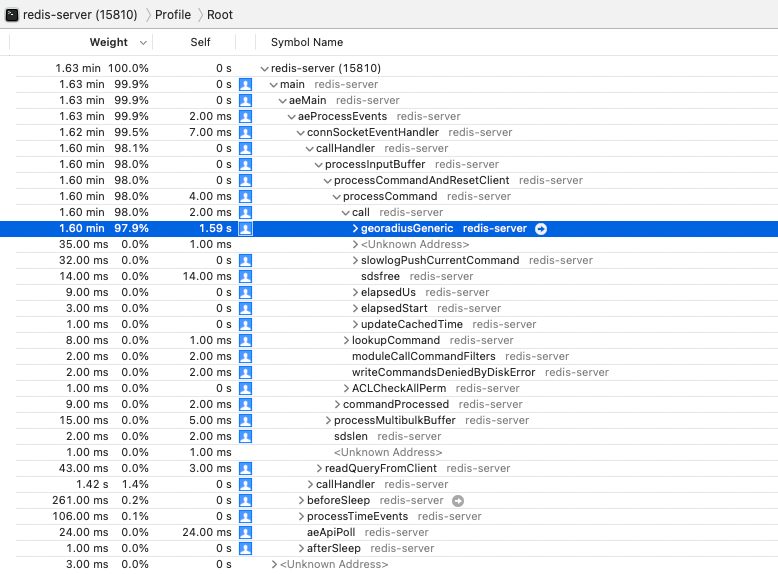 redis-server (15810) Profile Root
Weight Self Symbol Name
1.63 min 100.0% 0 s redis-server (15810)
1.63 min 99.9% 0 s main redis-server
1.63 min 99.9% 0 s aeMain redis-server
1.63 min 99.9% 2.00 ms aeProcessEvents redis-server
1.62 min 99.5% 7.00 ms connSocketEventHandler redis-server
1.60 min 98.1% 0 s callHandler redis-server
1.60 min 98.0% 0 s processInputBuffer redis-server
1.60 min 98.0% 0 s processCommandAndResetClient redis-server
1.60 min 98.0% 4.00 ms processCommand redis-server
1.60 min 98.0% 2.00 ms call redis-server
1.60 min 97.9% 1.59 s georadiusGeneric redis-server
35.00 ms 0.0% 1.00 ms <Unknown Address>
32.00 ms 0.0% 0 s slowlogPushCurrentCommand redis-server
14.00 ms 0.0% 14.00 ms sdsfree redis-server
9.00 ms 0.0% 0 s elapsedUs redis-server
3.00 ms 0.0% 0 s elapsedStart redis-server
1.00 ms 0.0% 0 s updateCachedTime redis-server
8.00 ms 0.0% 1.00 ms lookupCommand redis-server
2.00 ms 0.0% 2.00 ms moduleCallCommandFilters redis-server
2.00 ms 0.0% 2.00 ms writeCommandsDeniedByDiskError redis-server
1.00 ms 0.0% 0 s ACLCheckAllPerm redis-server
9.00 ms 0.0% 2.00 ms commandProcessed redis-server
15.00 ms 0.0% 5.00 ms processMultibulkBuffer redis-server
2.00 ms 0.0% 2.00 ms sdslen redis-server
1.00 ms 0.0% 1.00 ms <Unknown Address>
43.00 ms 0.0% 3.00 ms readQueryFromClient redis-server
1.42 s 1.4% 0 s callHandler redis-server
261.00 ms 0.2% 0 s beforeSleep redis-server
106.00 ms 0.1% 0 s processTimeEvents redis-server
24.00 ms 0.0% 24.00 ms aeApiPoll redis-server
1.00 ms 0.0% 0 s afterSleep redis-server
3.00 ms 0.0% 0 s <Unknown Address>